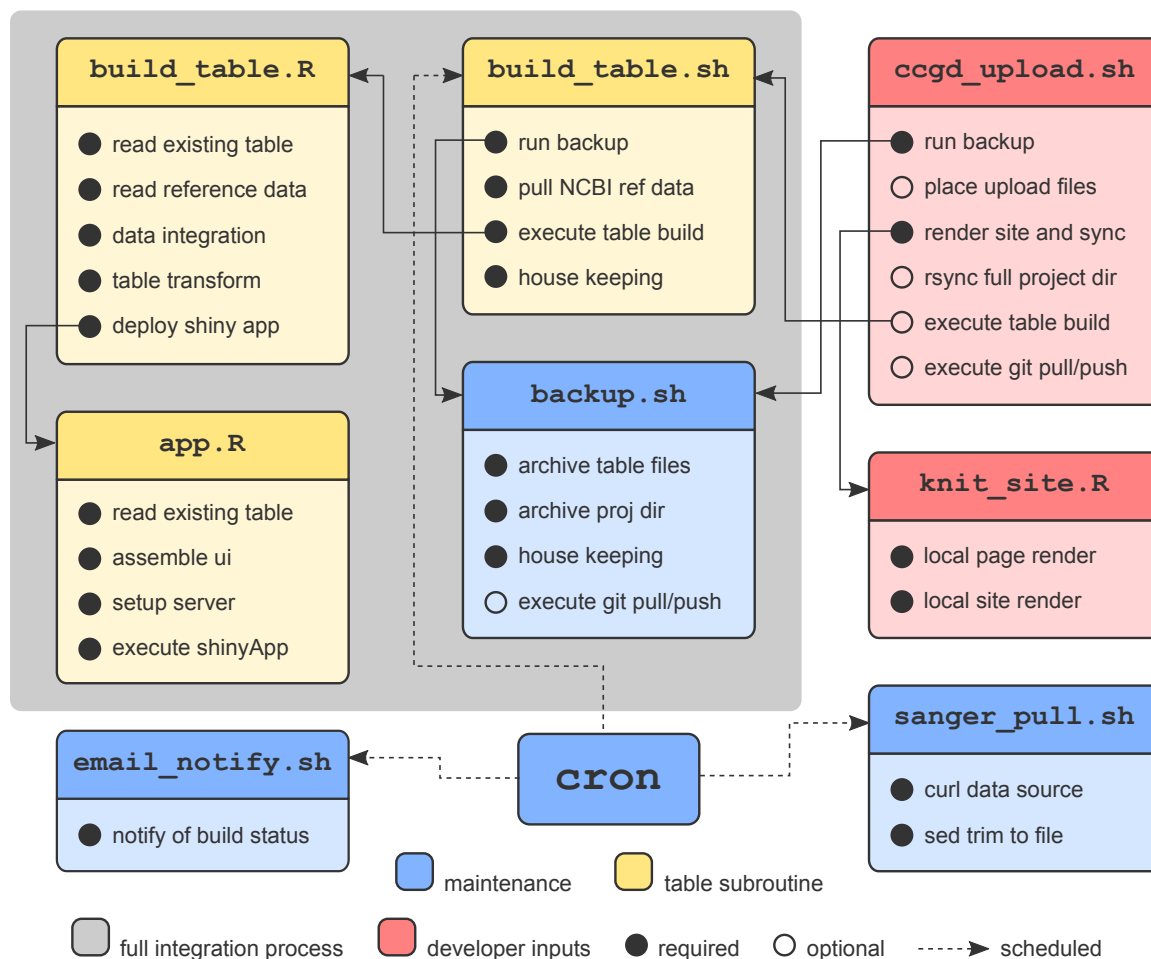 build_table.R
read existing table
read reference data
data integration
table transform
deploy shiny app
build_table.sh
run backup
pull NCBI ref data
execute table build
house keeping
ccgd_upload.sh
run backup
place upload files
render site and sync
rsync full project dir
execute table build
execute git pull/push
app.R
read existing table
assemble ui
setup server
execute shinyApp
backup.sh
archive table files
archive proj dir
house keeping
execute git pull/push
knit_site.R
local page render
local site render
email_notify.sh
notify of build status
cron
sanger_pull.sh
curl data source
sed trim to file
maintenance
table subroutine
full integration process
developer inputs
required
optional
scheduled